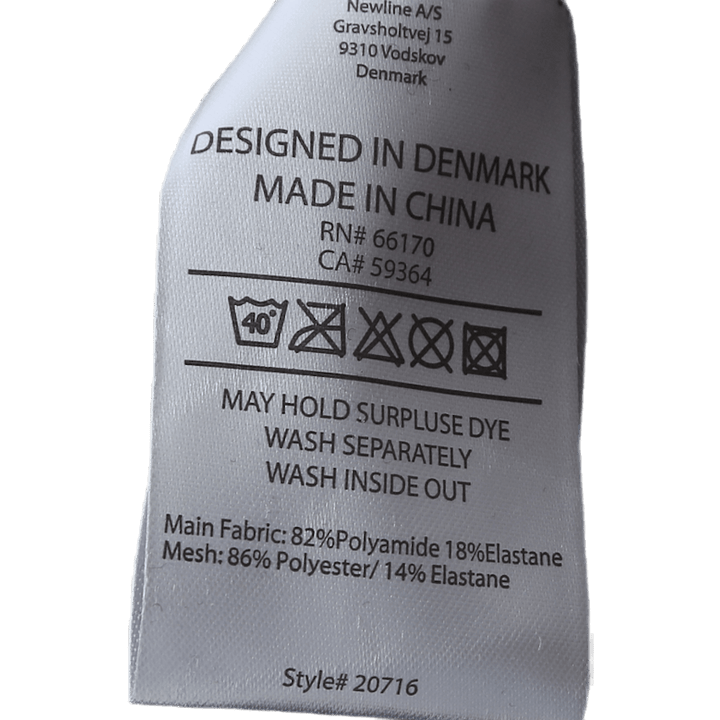 Newline A/S
Gravsholtvej 15
9310 Vodskov
Denmark
DESIGNED IN DENMARK
MADE IN CHINA
RN# 66170
CA# 59364
40°
MAY HOLD SURPLUSE DYE
WASH SEPARATELY
WASH INSIDE OUT
Main Fabric: 82%Polyamide 18%Elastane
Mesh: 86% Polyester/ 14% Elastane
Style# 20716